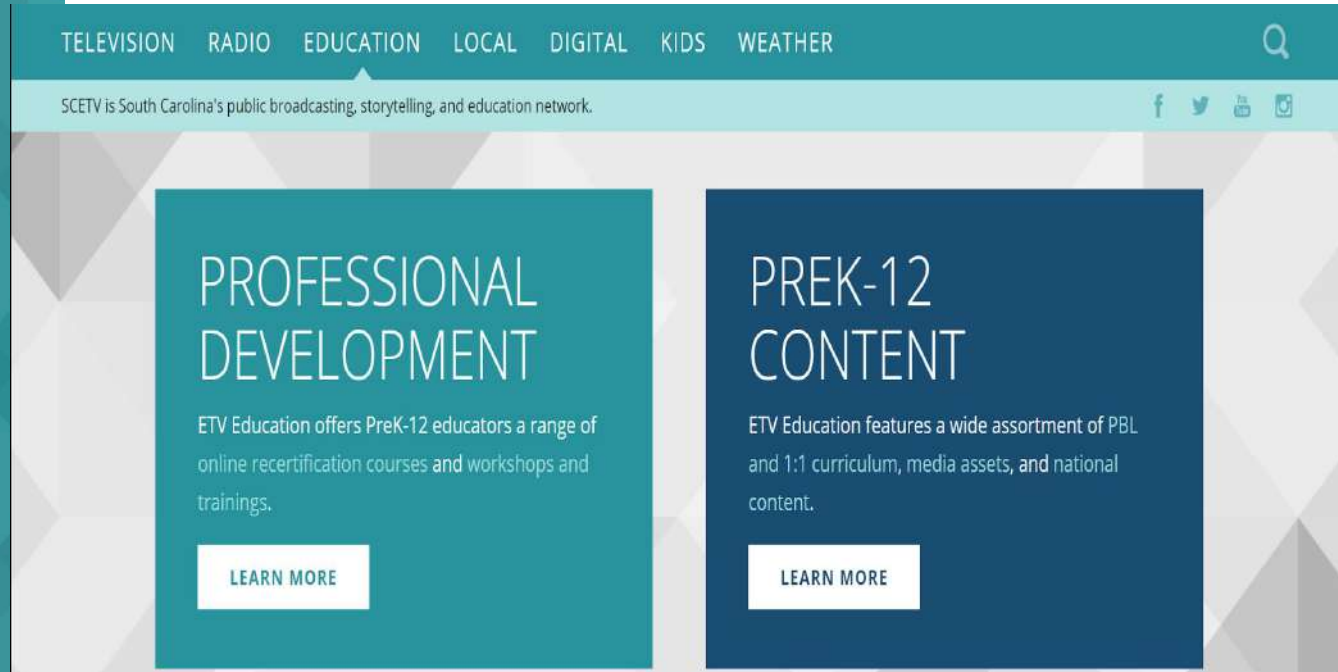 TELEVISION RADIO EDUCATION LOCAL DIGITAL KIDS WEATHER
SCETV is South Carolina's public broadcasting, storytelling, and education network.
PROFESSIONAL
DEVELOPMENT
ETV Education offers PreK-12 educators a range of
online recertification courses and workshops and
trainings.
LEARN MORE
PREK-12
CONTENT
ETV Education features a wide assortment of PBL
and 1:1 curriculum, media assets, and national
content.
LEARN MORE